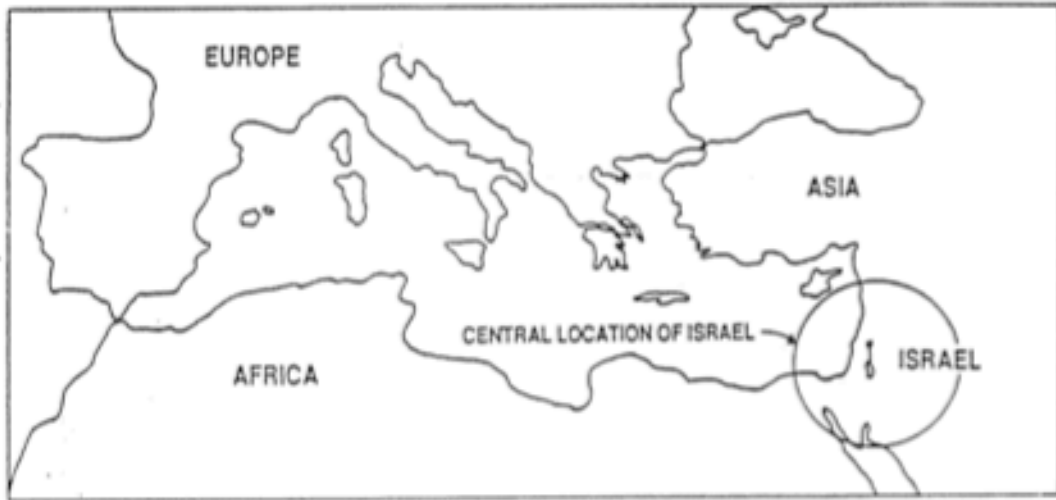 EUROPE
ASIA
CENTRAL LOCATION OF ISRAEL
ISRAEL
AFRICA